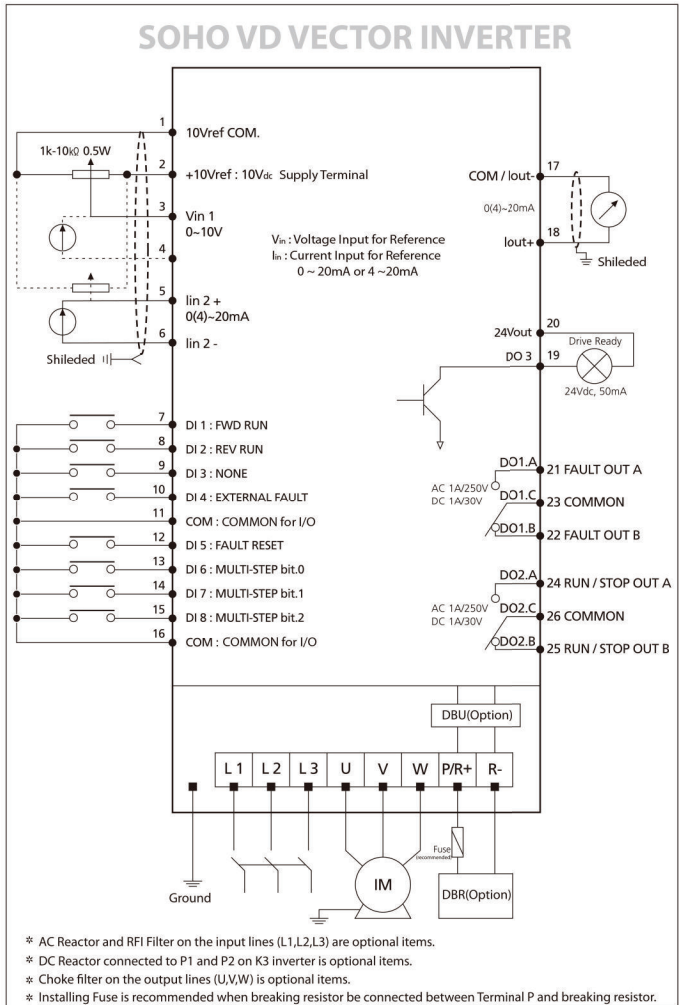 SOHO VD VECTOR INVERTER
1
10Vref COM.
1k-10kΩ 0.5W
2
+10Vref : 10Vdc Supply Terminal
3
Vin 1
0~10V
4
5
Iin 2 +
0(4)~20mA
6
Iin 2 -
Shileded
Vin : Voltage Input for Reference
Iin : Current Input for Reference
0 ~ 20mA or 4 ~20mA
17
COM / Iout-
0(4)~20mA
18
Iout+
Shileded
20
24Vout
Drive Ready
DO 3
19
24Vdc, 50mA
7
DI 1 : FWD RUN
8
DI 2 : REV RUN
9
DI 3 : NONE
10
DI 4 : EXTERNAL FAULT
11
COM : COMMON for I/O
12
DI 5 : FAULT RESET
13
DI 6 : MULTI-STEP bit.0
14
DI 7 : MULTI-STEP bit.1
15
DI 8 : MULTI-STEP bit.2
16
COM : COMMON for I/O
DO1.A
21 FAULT OUT A
AC 1A/250V
DC 1A/30V
DO1.C
23 COMMON
DO1.B
22 FAULT OUT B
DO2.A
24 RUN / STOP OUT A
AC 1A/250V
DC 1A/30V
DO2.C
26 COMMON
DO2.B
25 RUN / STOP OUT B
DBU(Option)
L 1 L 2 L 3 U V W P/R+ R-
Ground
IM
Fuse
(recommended)
DBR(Option)
* AC Reactor and RFI Filter on the input lines (L1,L2,L3) are optional items.
* DC Reactor connected to P1 and P2 on K3 inverter is optional items.
* Choke filter on the output lines (U,V,W) is optional items.
* Installing Fuse is recommended when breaking resistor be connected between Terminal P and breaking resistor.